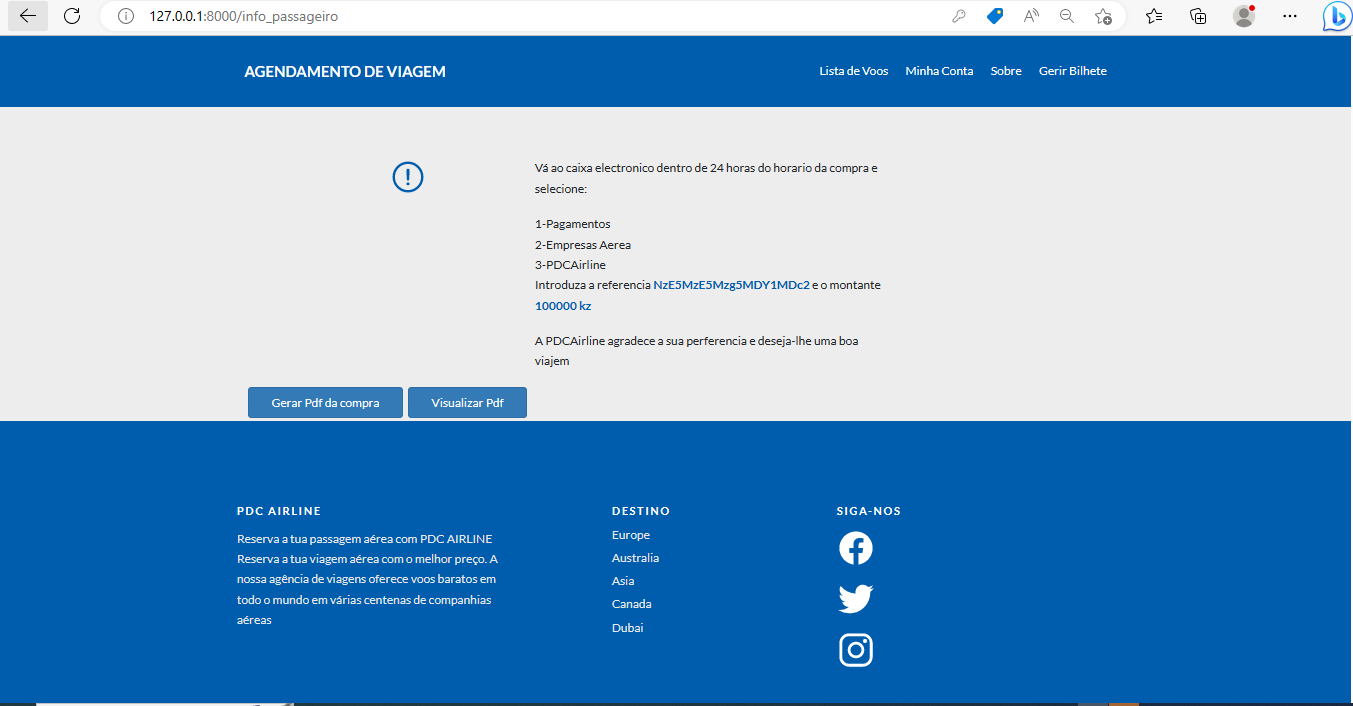 127.0.0.1:8000/info_passageiro
AGENDAMENTO DE VIAGEM
Lista de Voos
Minha Conta
Sobre
Gerir Bilhete
Vá ao caixa electronico dentro de 24 horas do horario da compra e
selecione:
1-Pagamentos
2-Empresas Aerea
3-PDCAirline
Introduza a referencia NzE5MzE5Mzg5MDY1MDc2 e o montante
100000 kz
A PDCAirline agradece a sua perferencia e deseja-lhe uma boa
viajem
Gerar Pdf da compra
Visualizar Pdf
PDC AIRLINE
Reserva a tua passagem aérea com PDC AIRLINE
Reserva a tua viagem aérea com o melhor preço. A
nossa agência de viagens oferece voos baratos em
todo o mundo em várias centenas de companhias
aéreas
DESTINO
Europe
Australia
Asia
Canada
Dubai
SIGA-NOS